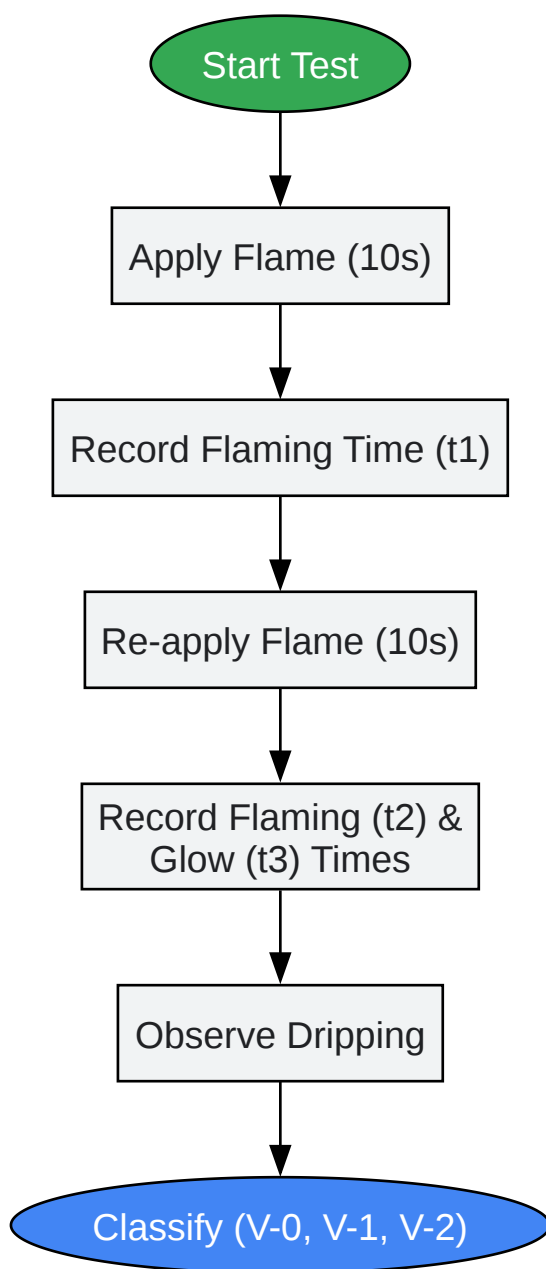 Start Test
Apply Flame (10s)
Record Flaming Time (t1)
Re-apply Flame (10s)
Record Flaming (t2) &
Glow (t3) Times
Observe Dripping
Classify (V-0, V-1, V-2)